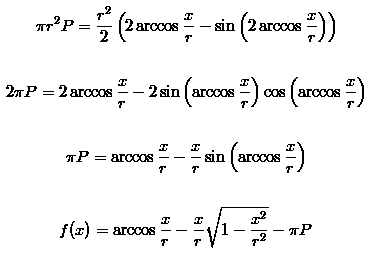 πr²P = r²/2 (2 arccos x/r − sin (2 arccos x/r))
2πP = 2 arccos x/r − 2 sin (arccos x/r) cos (arccos x/r)
πP = arccos x/r − x/r sin (arccos x/r)
f(x) = arccos x/r − x/r √(1 − x²/r²) − πP